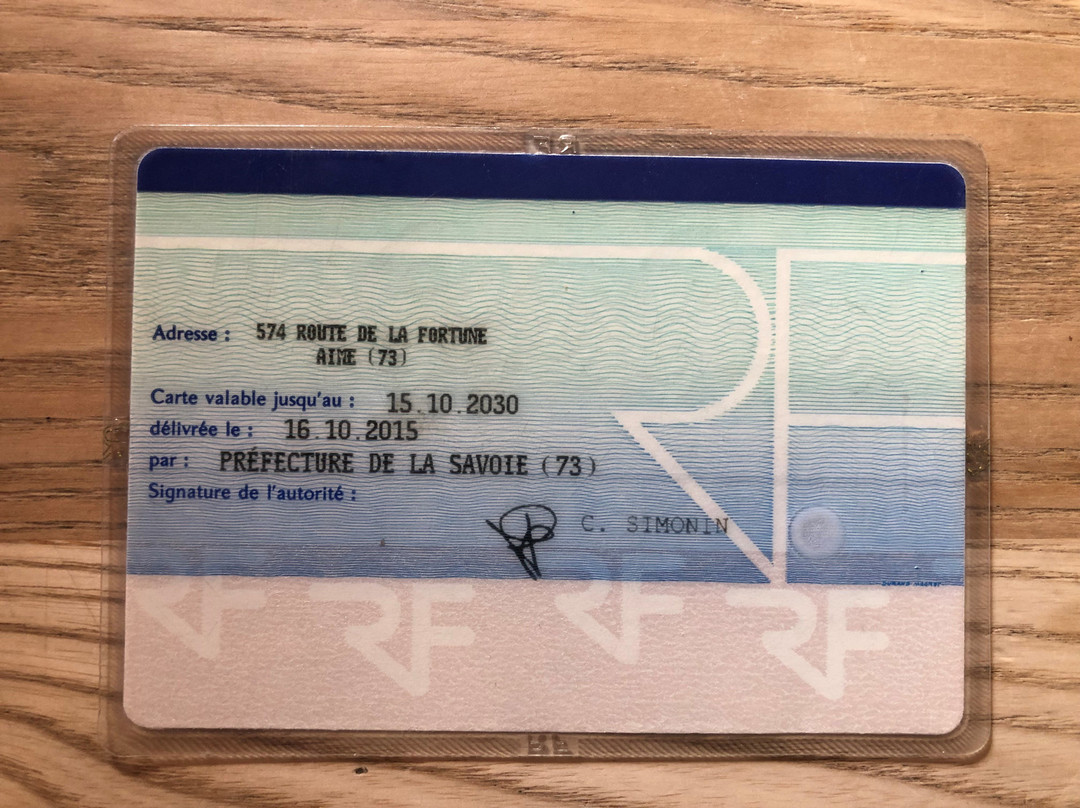 Adresse : 574 ROUTE DE LA FORTUNE
AIME (73)
Carte valable jusqu'au : 15.10.2030
délivrée le : 16.10.2015
par : PRÉFECTURE DE LA SAVOIE (73)
Signature de l'autorité :
C. SIMONIN
RF
RF RF RF RF